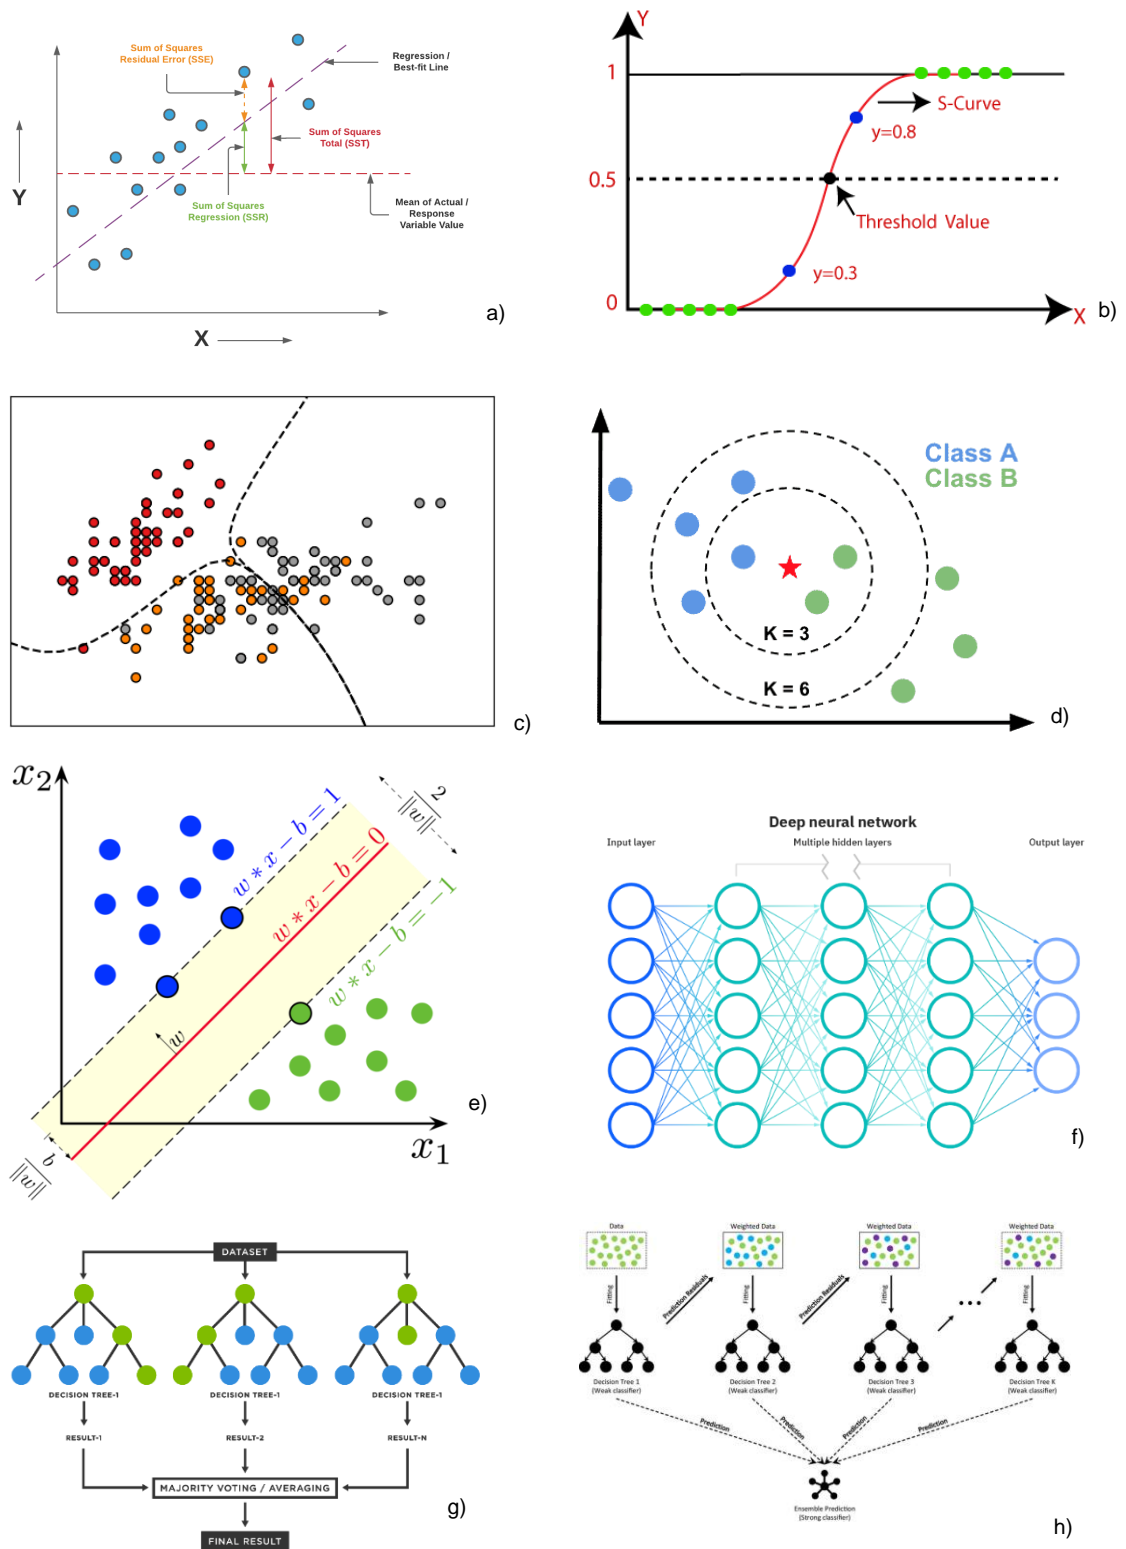 Sum of Squares
Residual Error (SSE)
Regression /
Best-fit Line
Sum of Squares
Total (SST)
Y
Sum of Squares
Regression (SSR)
Mean of Actual /
Response
Variable Value
X
a)
Y
1
S-Curve
y=0.8
0.5
Threshold Value
y=0.3
0
X
b)
c)
Class A
Class B
K = 3
K = 6
d)
x2
2
||w||
w * x − b = 1
w * x − b = 0
w * x − b = −1
w
x1
b
||w||
e)
Deep neural network
Input layer
Multiple hidden layers
Output layer
f)
DATASET
DECISION TREE-1
DECISION TREE-1
DECISION TREE-1
RESULT-1
RESULT-2
RESULT-N
MAJORITY VOTING / AVERAGING
FINAL RESULT
g)
Data
Weighted Data
Weighted Data
Weighted Data
Fitting
Prediction Residuals
Fitting
Prediction Residuals
Fitting
Fitting
Decision Tree 1
(Weak classifier)
Decision Tree 2
(Weak classifier)
Decision Tree 3
(Weak classifier)
Decision Tree K
(Weak classifier)
Prediction
Prediction
Prediction
Prediction
Ensemble Prediction
(Strong classifier)
h)